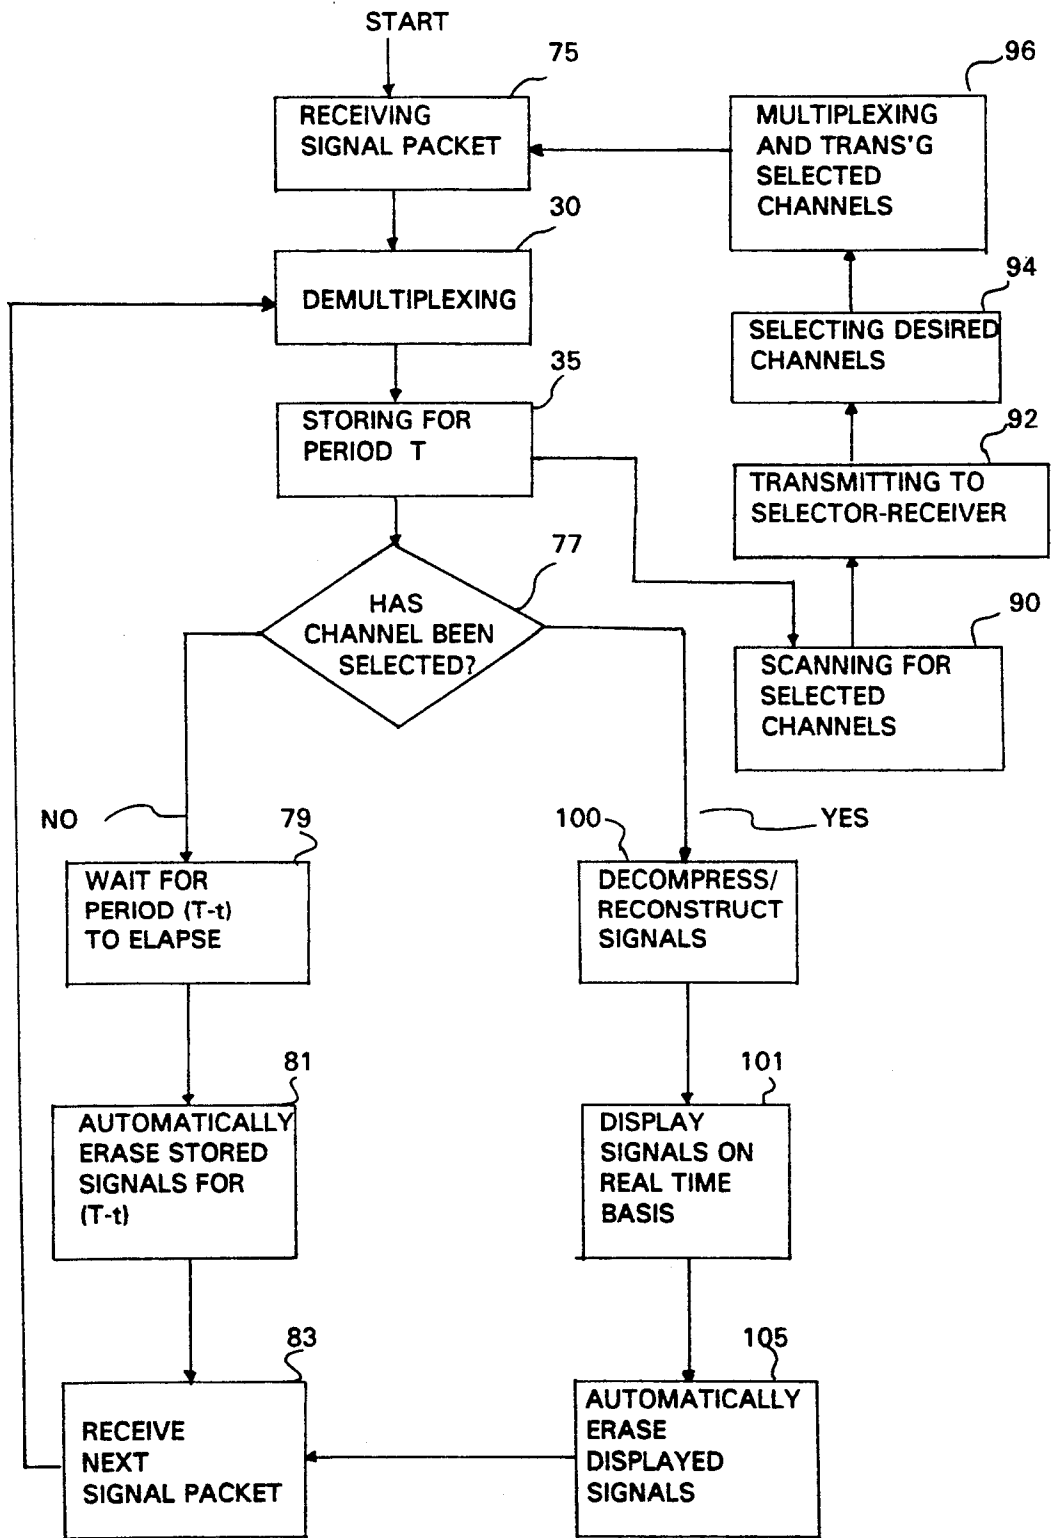 START
75
RECEIVING
SIGNAL PACKET
96
MULTIPLEXING
AND TRANS'G
SELECTED
CHANNELS
30
DEMULTIPLEXING
94
SELECTING DESIRED
CHANNELS
35
STORING FOR
PERIOD T
92
TRANSMITTING TO
SELECTOR-RECEIVER
77
HAS
CHANNEL BEEN
SELECTED?
90
SCANNING FOR
SELECTED
CHANNELS
NO
YES
79
WAIT FOR
PERIOD (T-t)
TO ELAPSE
100
DECOMPRESS/
RECONSTRUCT
SIGNALS
81
AUTOMATICALLY
ERASE STORED
SIGNALS FOR
(T-t)
101
DISPLAY
SIGNALS ON
REAL TIME
BASIS
83
RECEIVE
NEXT
SIGNAL PACKET
105
AUTOMATICALLY
ERASE
DISPLAYED
SIGNALS